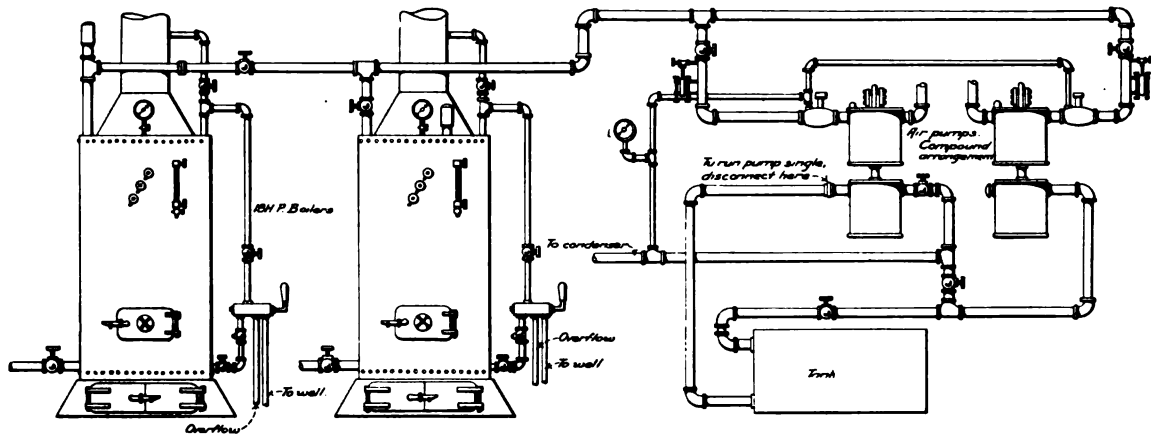 18H P. Boilers
Overflow
To well.
Overflow
To well
To condenser
To run pump single,
disconnect here
Air pumps.
Compound
arrangement
Tank